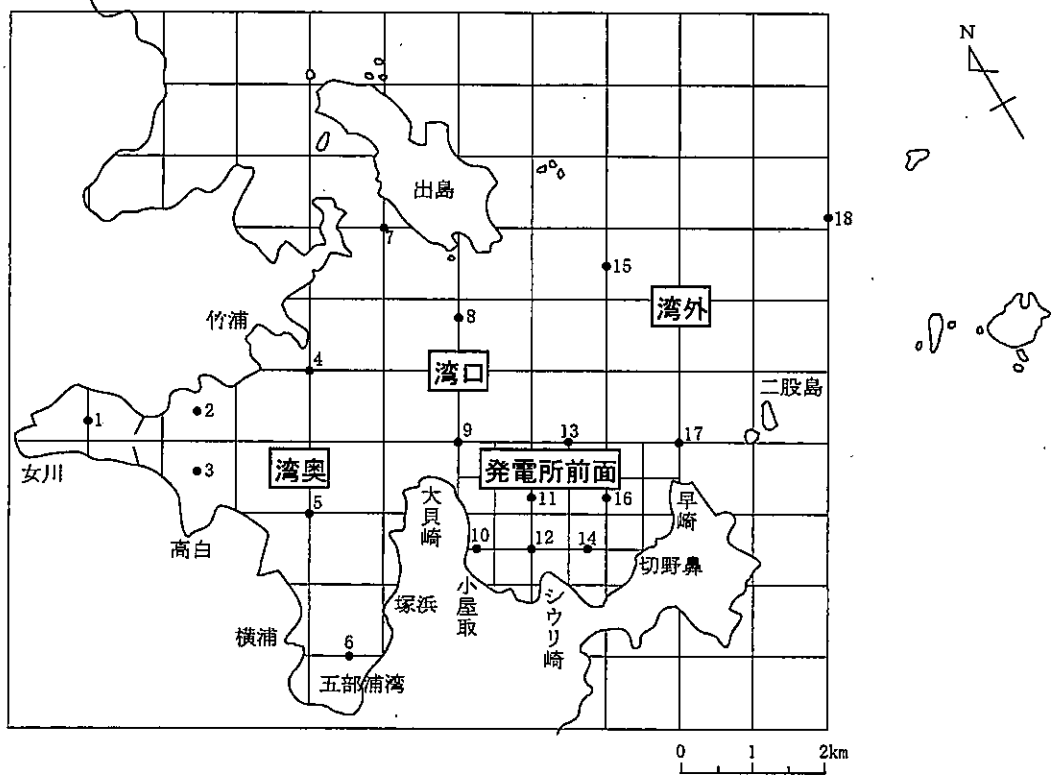 N
出島
18
7
15
湾外
8
竹浦
4
湾口
二股島
1
2
9
13
17
女川
3
湾奥
発電所前面
大貝崎
早崎
11
16
5
高白
10
12
14
切野鼻
塚浜
小屋取
シウリ崎
横浦
6
五部浦湾
0 1 2km